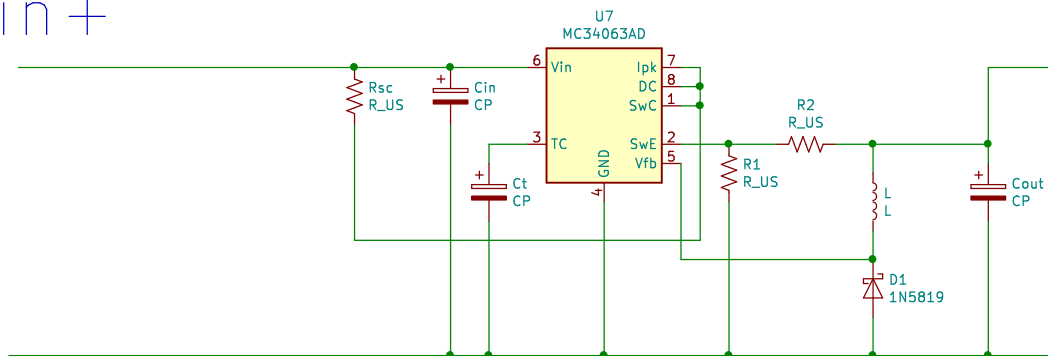 in+
U7
MC34063AD
6
Vin
Ipk
7
DC
8
SwC
1
3
TC
SwE
2
Vfb
5
GND
4
Rsc
R_US
Cin
CP
Ct
CP
R2
R_US
R1
R_US
L
L
Cout
CP
D1
1N5819